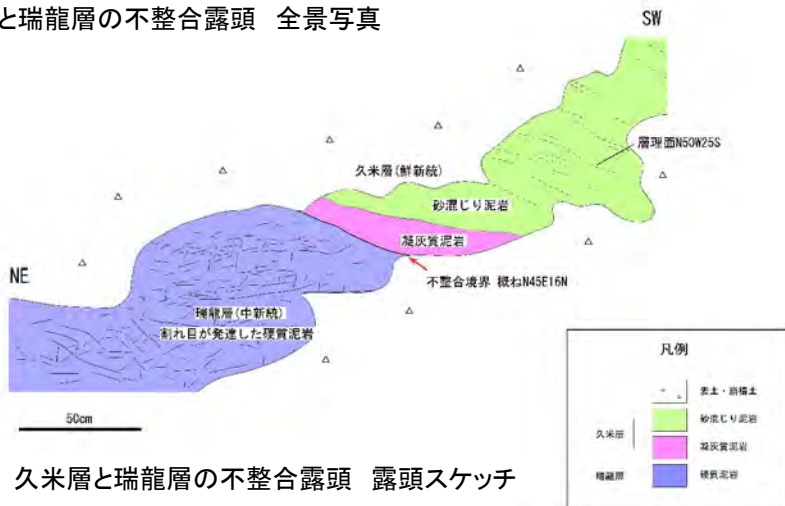 と瑞龍層の不整合露頭 全景写真
SW
層理面N50W25S
久米層(鮮新統)
砂混じり泥岩
凝灰質泥岩
不整合境界 概ねN45E16N
NE
瑞龍層(中新統)
割れ目が発達した硬質泥岩
50cm
凡例
表土・崩積土
久米層
砂混じり泥岩
凝灰質泥岩
瑞龍層
硬質泥岩
久米層と瑞龍層の不整合露頭 露頭スケッチ